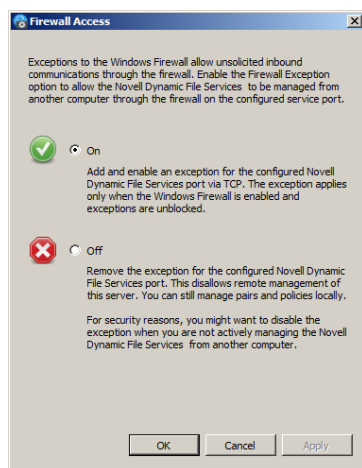 Firewall Access
Exceptions to the Windows Firewall allow unsolicited inbound
communications through the firewall. Enable the Firewall Exception
option to allow the Novell Dynamic File Services to be managed from
another computer through the firewall on the configured service port.
On
Add and enable an exception for the configured Novell
Dynamic File Services port via TCP. The exception applies
only when the Windows Firewall is enabled and
exceptions are unblocked.
Off
Remove the exception for the configured Novell Dynamic
File Services port. This disallows remote management of
this server. You can still manage pairs and policies locally.
For security reasons, you might want to disable the
exception when you are not actively managing the Novell
Dynamic File Services from another computer.
OK Cancel Apply